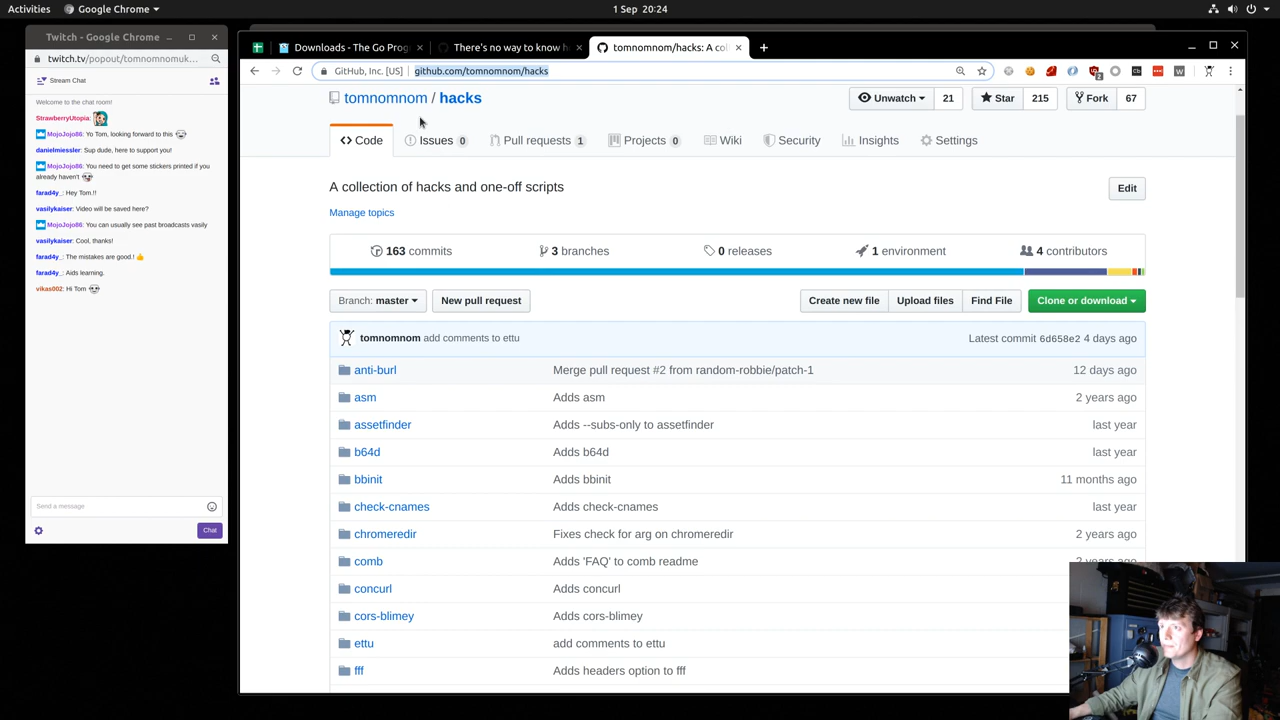 Activities
Google Chrome
1 Sep 20:24
Twitch - Google Chrome
twitch.tv/popout/tomnomnomuk...
Stream Chat
Welcome to the chat room!
StrawberryUtopia:
MojoJojo86: Yo Tom, looking forward to this
danielmiessler: Sup dude, here to support you!
MojoJojo86: You need to get some stickers printed if you
already haven't
farad4y_: Hey Tom.!!
vasilykaiser: Video will be saved here?
MojoJojo86: You can usually see past broadcasts vasily
vasilykaiser: Cool, thanks!
farad4y_: The mistakes are good.!
farad4y_: Aids learning.
vikas002: Hi Tom
Send a message
Chat
Downloads - The Go Prog
There's no way to know h
tomnomnom/hacks: A co
GitHub, Inc. [US]
github.com/tomnomnom/hacks
2
Cb
W
tomnomnom / hacks
Unwatch 21
Star 215
Fork 67
Code
Issues 0
Pull requests 1
Projects 0
Wiki
Security
Insights
Settings
A collection of hacks and one-off scripts
Edit
Manage topics
163 commits
3 branches
0 releases
1 environment
4 contributors
Branch: master
New pull request
Create new file
Upload files
Find File
Clone or download
tomnomnom add comments to ettu
Latest commit 6d658e2 4 days ago
anti-burl Merge pull request #2 from random-robbie/patch-1 12 days ago
asm Adds asm 2 years ago
assetfinder Adds --subs-only to assetfinder last year
b64d Adds b64d last year
bbinit Adds bbinit 11 months ago
check-cnames Adds check-cnames last year
chromeredir Fixes check for arg on chromeredir 2 years ago
comb Adds 'FAQ' to comb readme 2 years ago
concurl Adds concurl
cors-blimey Adds cors-blimey
ettu add comments to ettu
fff Adds headers option to fff